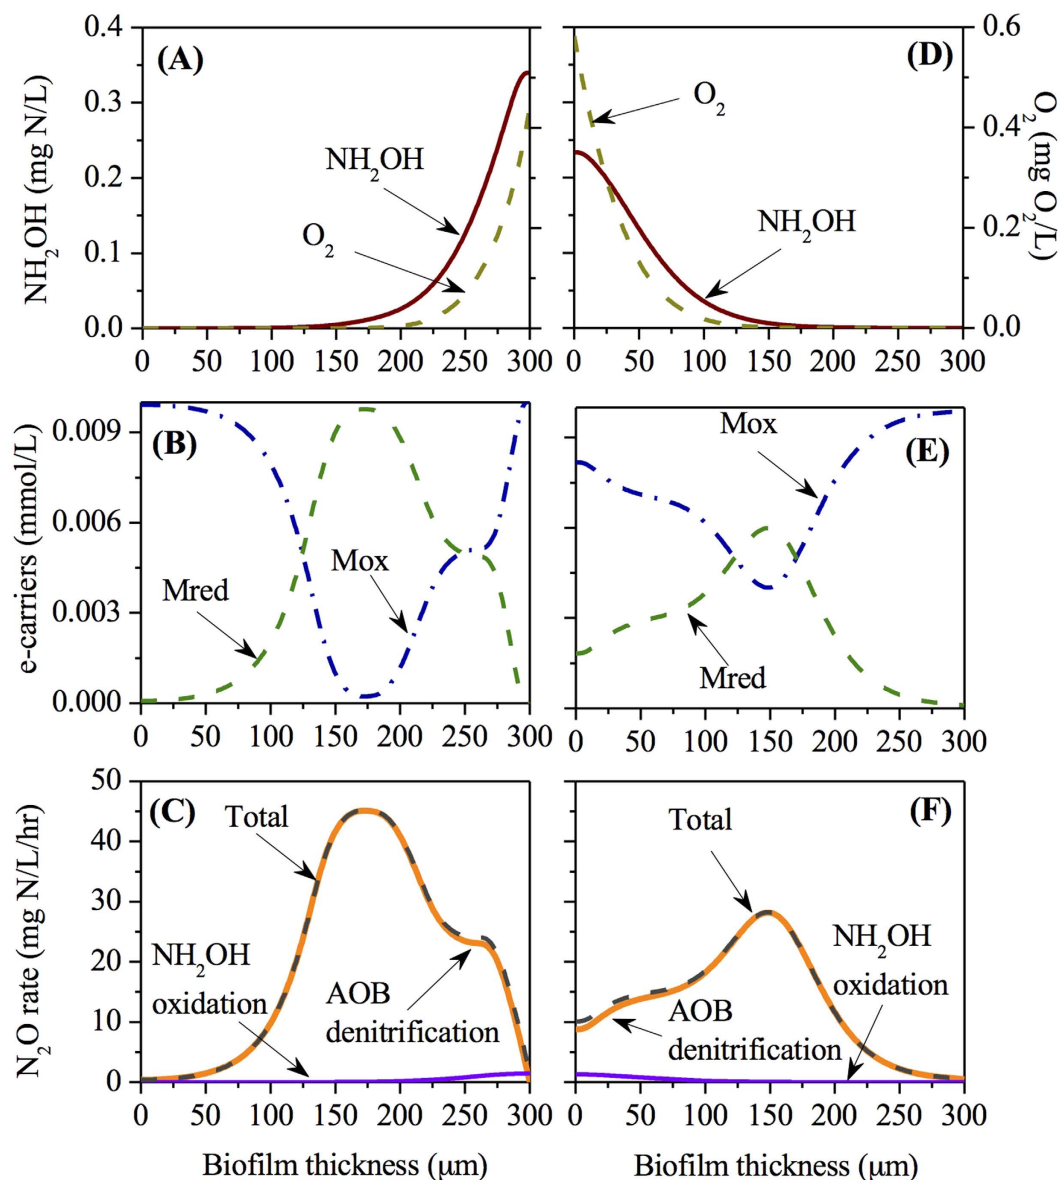 (A)
NH₂OH (mg N/L)
0.4
0.3
0.2
0.1
0.0
NH₂OH
O₂
0 50 100 150 200 250 300
(D)
O₂ (mg O₂/L)
0.6
0.4
0.2
0.0
O₂
NH₂OH
0 50 100 150 200 250 300
(B)
e-carriers (mmol/L)
0.009
0.006
0.003
0.000
Mred
Mox
0 50 100 150 200 250 300
(E)
Mox
Mred
0 50 100 150 200 250 300
(C)
N₂O rate (mg N/L/hr)
50
40
30
20
10
0
Total
NH₂OH
oxidation
AOB
denitrification
0 50 100 150 200 250 300
Biofilm thickness (μm)
(F)
Total
NH₂OH
oxidation
AOB
denitrification
0 50 100 150 200 250 300
Biofilm thickness (μm)